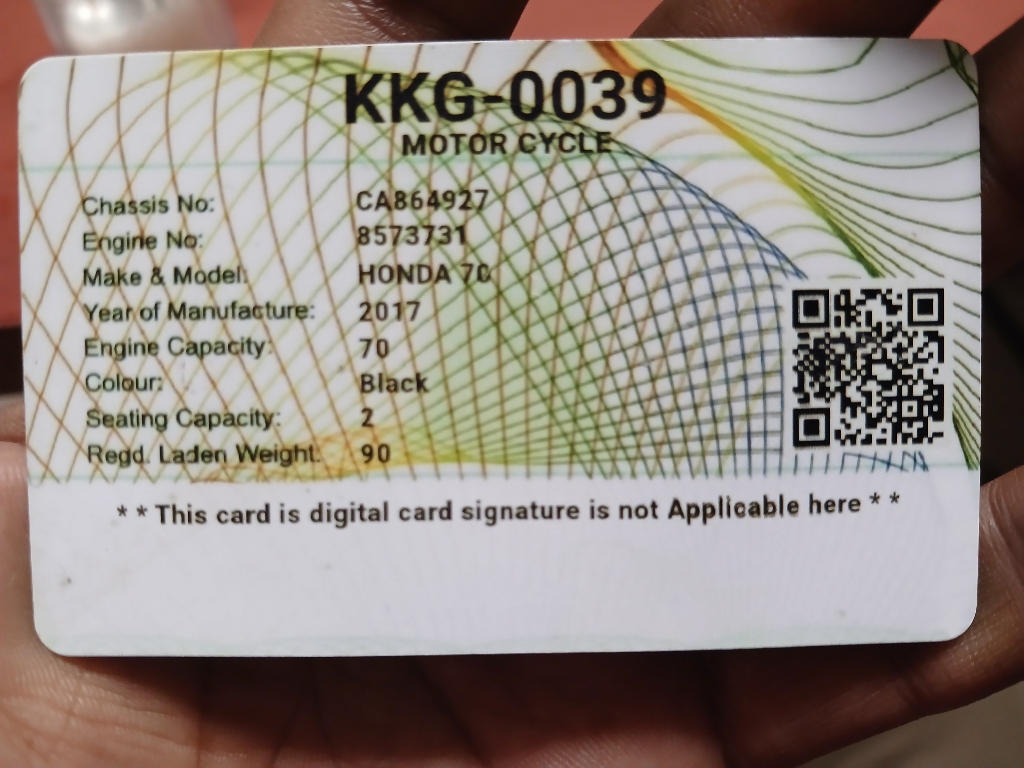 KKG-0039
MOTOR CYCLE
Chassis No: CA864927
Engine No: 8573731
Make & Model: HONDA 70
Year of Manufacture: 2017
Engine Capacity: 70
Colour: Black
Seating Capacity: 2
Regd. Laden Weight: 90
* * This card is digital card signature is not Applicable here * *